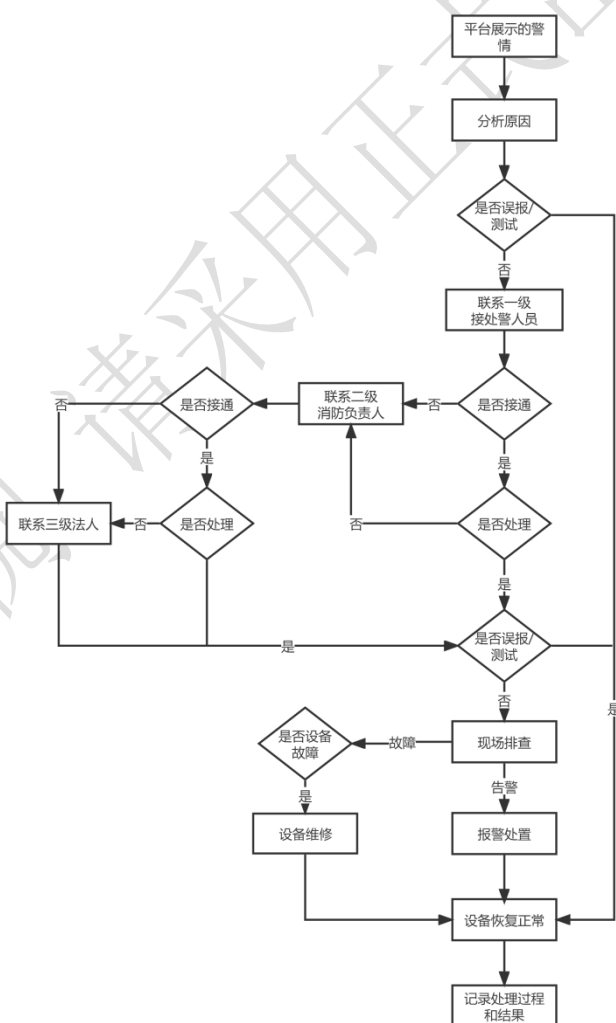 平台展示的警
情
分析原因
是否误报/
测试
否
联系一级
接处警人员
否
是否接通
联系二级
消防负责人
否
是否接通
是
是
联系三级法人
否
是否处理
否
是否处理
是
是否误报/
测试
是
否
是
是否设备
故障
故障
现场排查
是
告警
设备维修
报警处置
设备恢复正常
记录处理过程
和结果
请采用正式